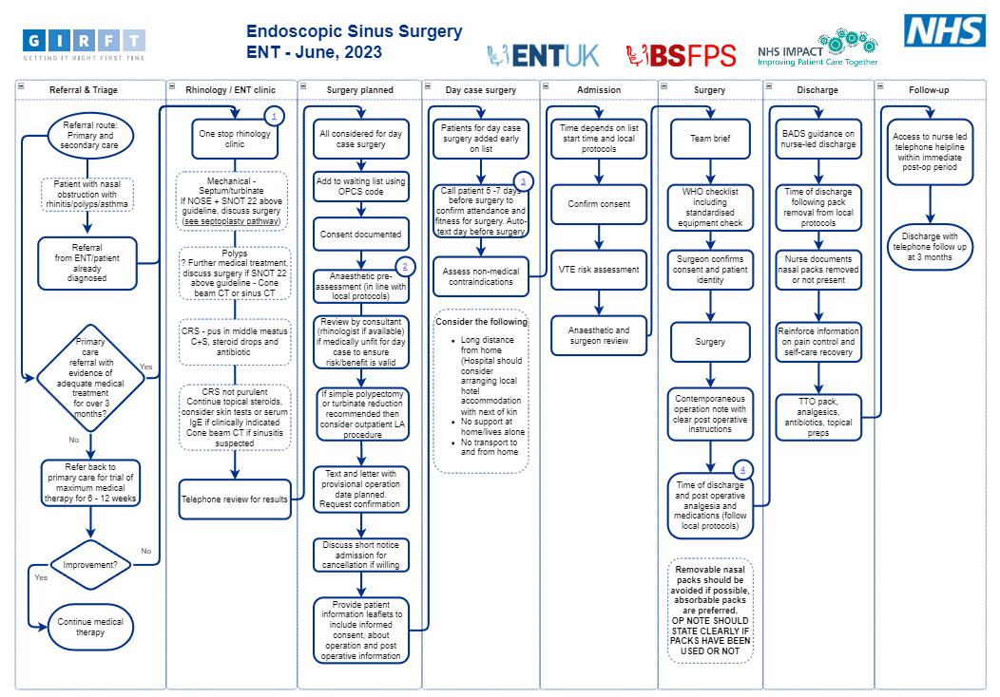 G I R F T
GETTING IT RIGHT FIRST TIME
Endoscopic Sinus Surgery
ENT - June, 2023
ENTUK
BSFPS
NHS IMPACT
Improving Patient Care Together
NHS
Referral & Triage
Referral route:
Primary and
secondary care
Patient with nasal
obstruction with
rhinitis/polyps/asthma
Referral
from ENT/patient
already
diagnosed
Primary
care
referral with
evidence of
adequate medical
treatment
for over 3
months?
Yes
No
Refer back to
primary care for trial of
maximum medical
therapy for 6 - 12 weeks
Improvement?
No
Yes
Continue medical
therapy
Rhinology / ENT clinic
1
One stop rhinology
clinic
Mechanical -
Septum/turbinate
If NOSE + SNOT 22 above
guideline, discuss surgery
(see septoplasty pathway)
Polyps
? Further medical treatment,
discuss surgery if SNOT 22
above guideline - Cone
beam CT or sinus CT
CRS - pus in middle meatus
C+S, steroid drops and
antibiotic
CRS not purulent
Continue topical steroids,
consider skin tests or serum
IgE if clinically indicated
Cone beam CT if sinusitis
suspected
Telephone review for results
Surgery planned
All considered for day
case surgery
Add to waiting list using
OPCS code
Consent documented
2
Anaesthetic pre-
assessment (in line with
local protocols)
Review by consultant
(rhinologist if available)
if medically unfit for day
case to ensure
risk/benefit is valid
If simple polypectomy
or turbinate reduction
recommended then
consider outpatient LA
procedure
Text and letter with
provisional operation
date planned.
Request confirmation
Discuss short notice
admission for
cancellation if willing
Provide patient
information leaflets to
include informed
consent, about
operation and post
operative information
Day case surgery
Patients for day case
surgery added early
on list
3
Call patient 5 -7 days
before surgery to
confirm attendance and
fitness for surgery. Auto-
text day before surgery
Assess non-medical
contraindications
Consider the following
• Long distance
from home
(Hospital should
consider
arranging local
hotel
accommodation
with next of kin
• No support at
home/lives alone
• No transport to
and from home
Admission
Time depends on list
start time and local
protocols
Confirm consent
VTE risk assessment
Anaesthetic and
surgeon review
Surgery
Team brief
WHO checklist
including
standardised
equipment check
Surgeon confirms
consent and patient
identity
Surgery
Contemporaneous
operation note with
clear post operative
instructions
4
Time of discharge
and post operative
analgesia and
medications (follow
local protocols)
Removable nasal
packs should be
avoided if possible,
absorbable packs
are preferred.
OP NOTE SHOULD
STATE CLEARLY IF
PACKS HAVE BEEN
USED OR NOT
Discharge
BADS guidance on
nurse-led discharge
Time of discharge
following pack
removal from local
protocols
Nurse documents
nasal packs removed
or not present
Reinforce information
on pain control and
self-care recovery
TTO pack,
analgesics,
antibiotics, topical
preps
Follow-up
Access to nurse led
telephone helpline
within immediate
post-op period
Discharge with
telephone follow up
at 3 months